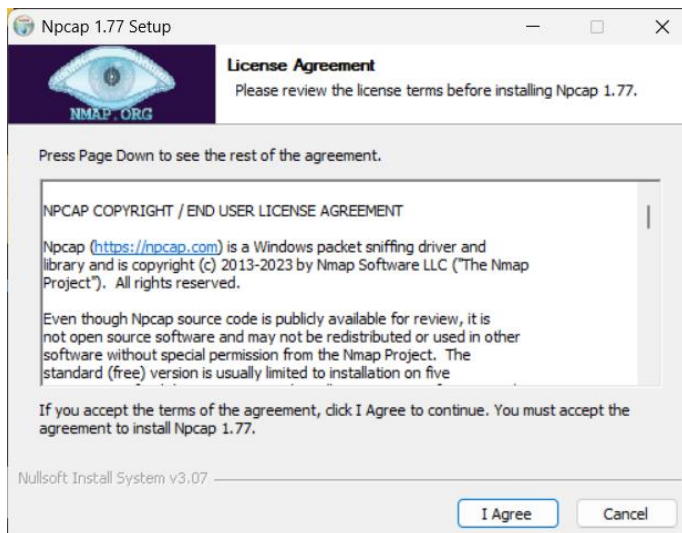 Npcap 1.77 Setup
NMAP.ORG
License Agreement
Please review the license terms before installing Npcap 1.77.
Press Page Down to see the rest of the agreement.
NPCAP COPYRIGHT / END USER LICENSE AGREEMENT
Npcap (https://npcap.com) is a Windows packet sniffing driver and
library and is copyright (c) 2013-2023 by Nmap Software LLC ("The Nmap
Project").  All rights reserved.
Even though Npcap source code is publicly available for review, it is
not open source software and may not be redistributed or used in other
software without special permission from the Nmap Project.  The
standard (free) version is usually limited to installation on five
If you accept the terms of the agreement, click I Agree to continue. You must accept the
agreement to install Npcap 1.77.
Nullsoft Install System v3.07
I Agree
Cancel